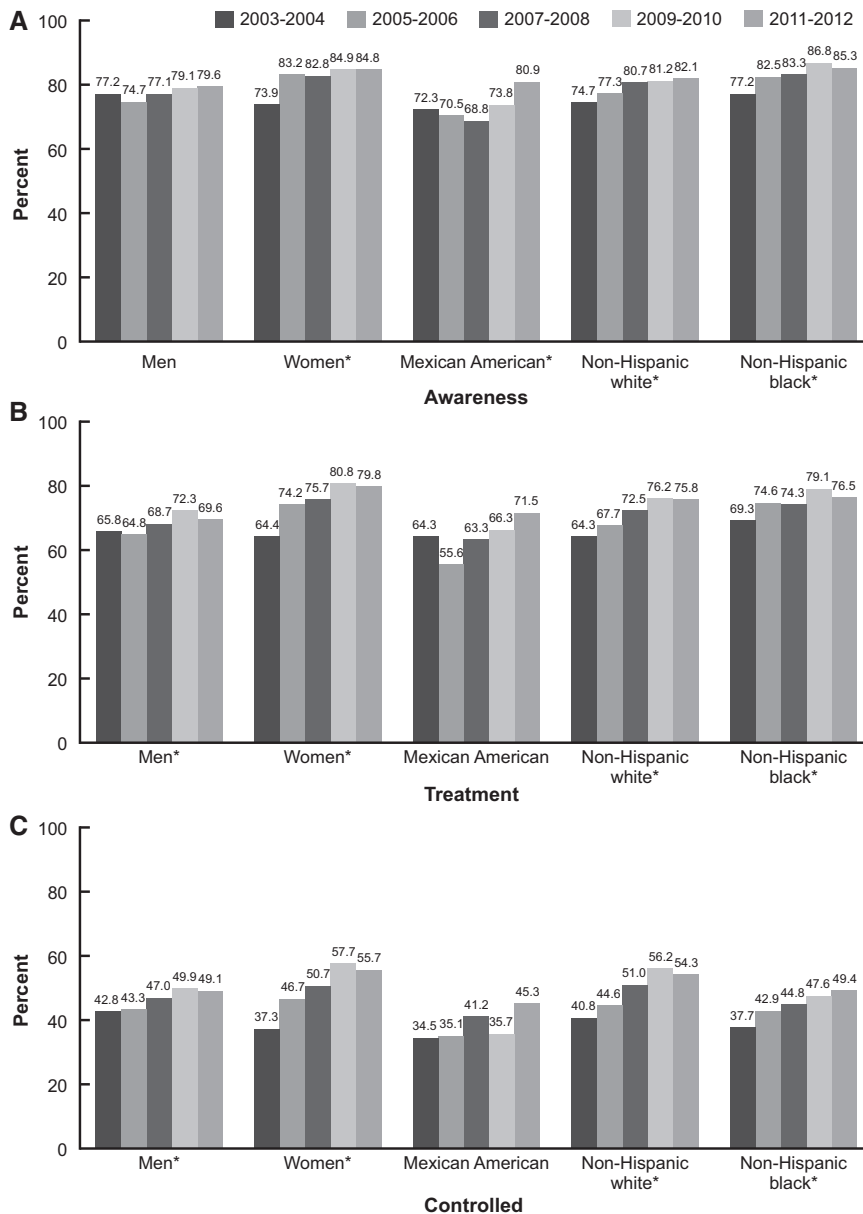 A
2003-2004 2005-2006 2007-2008 2009-2010 2011-2012
Percent
100
80
60
40
20
0
77.2 74.7 77.1 79.1 79.6
73.9 83.2 82.8 84.9 84.8
72.3 70.5 68.8 73.8 80.9
74.7 77.3 80.7 81.2 82.1
77.2 82.5 83.3 86.8 85.3
Men Women* Mexican American* Non-Hispanic white* Non-Hispanic black*
Awareness
B
Percent
100
80
60
40
20
0
65.8 64.8 68.7 72.3 69.6
64.4 74.2 75.7 80.8 79.8
64.3 55.6 63.3 66.3 71.5
64.3 67.7 72.5 76.2 75.8
69.3 74.6 74.3 79.1 76.5
Men* Women* Mexican American Non-Hispanic white* Non-Hispanic black*
Treatment
C
Percent
100
80
60
40
20
0
42.8 43.3 47.0 49.9 49.1
37.3 46.7 50.7 57.7 55.7
34.5 35.1 41.2 35.7 45.3
40.8 44.6 51.0 56.2 54.3
37.7 42.9 44.8 47.6 49.4
Men* Women* Mexican American Non-Hispanic white* Non-Hispanic black*
Controlled